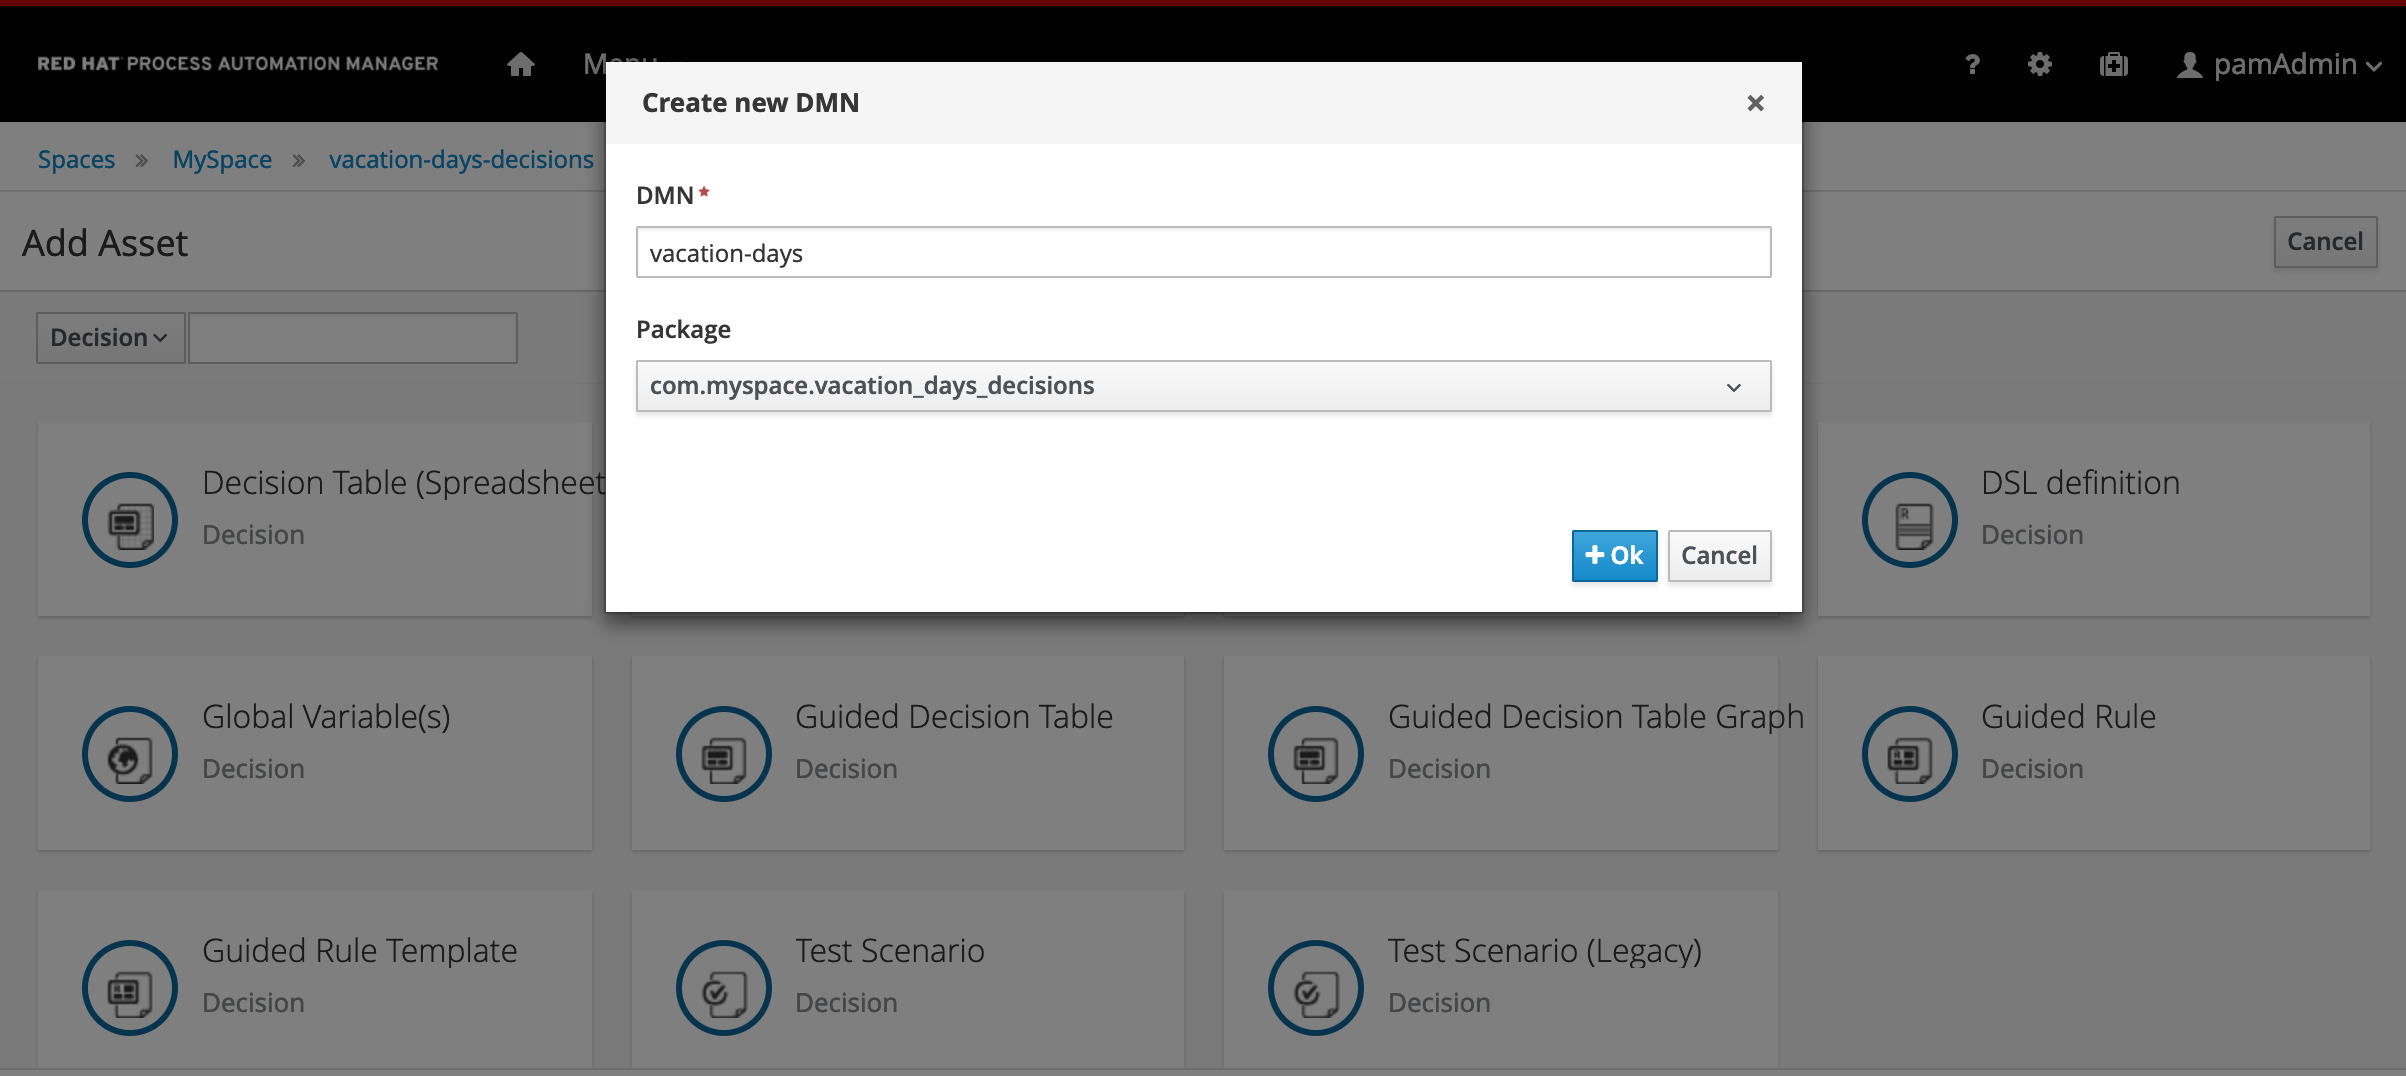 RED HAT PROCESS AUTOMATION MANAGER
Menu
?
pamAdmin
Spaces » MySpace » vacation-days-decisions
Create new DMN
×
DMN *
vacation-days
Package
com.myspace.vacation_days_decisions
+ Ok
Cancel
Add Asset
Cancel
Decision
Decision Table (Spreadsheet
Decision
DSL definition
Decision
Global Variable(s)
Decision
Guided Decision Table
Decision
Guided Decision Table Graph
Decision
Guided Rule
Decision
Guided Rule Template
Decision
Test Scenario
Decision
Test Scenario (Legacy)
Decision